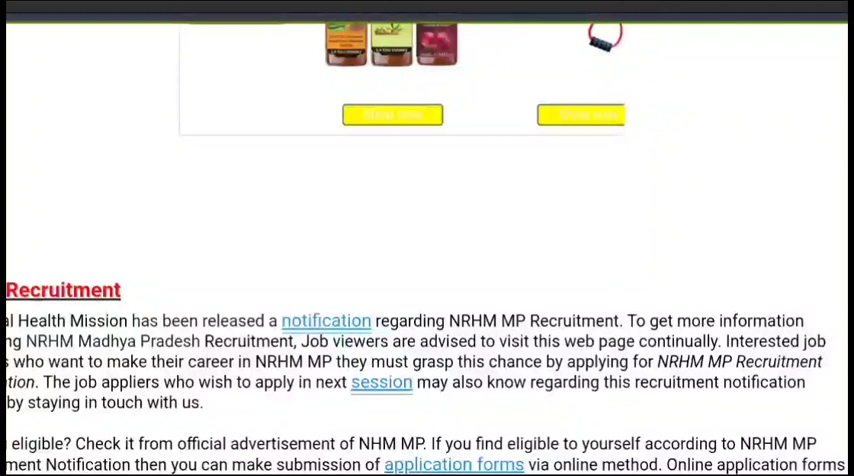 Recruitment
al Health Mission has been released a notification regarding NRHM MP Recruitment. To get more information
ng NRHM Madhya Pradesh Recruitment, Job viewers are advised to visit this web page continually. Interested job
s who want to make their career in NRHM MP they must grasp this chance by applying for NRHM MP Recruitment
tion. The job appliers who wish to apply in next session may also know regarding this recruitment notification
by staying in touch with us.
eligible? Check it from official advertisement of NHM MP. If you find eligible to yourself according to NRHM MP
ment Notification then you can make submission of application forms via online method. Online application forms